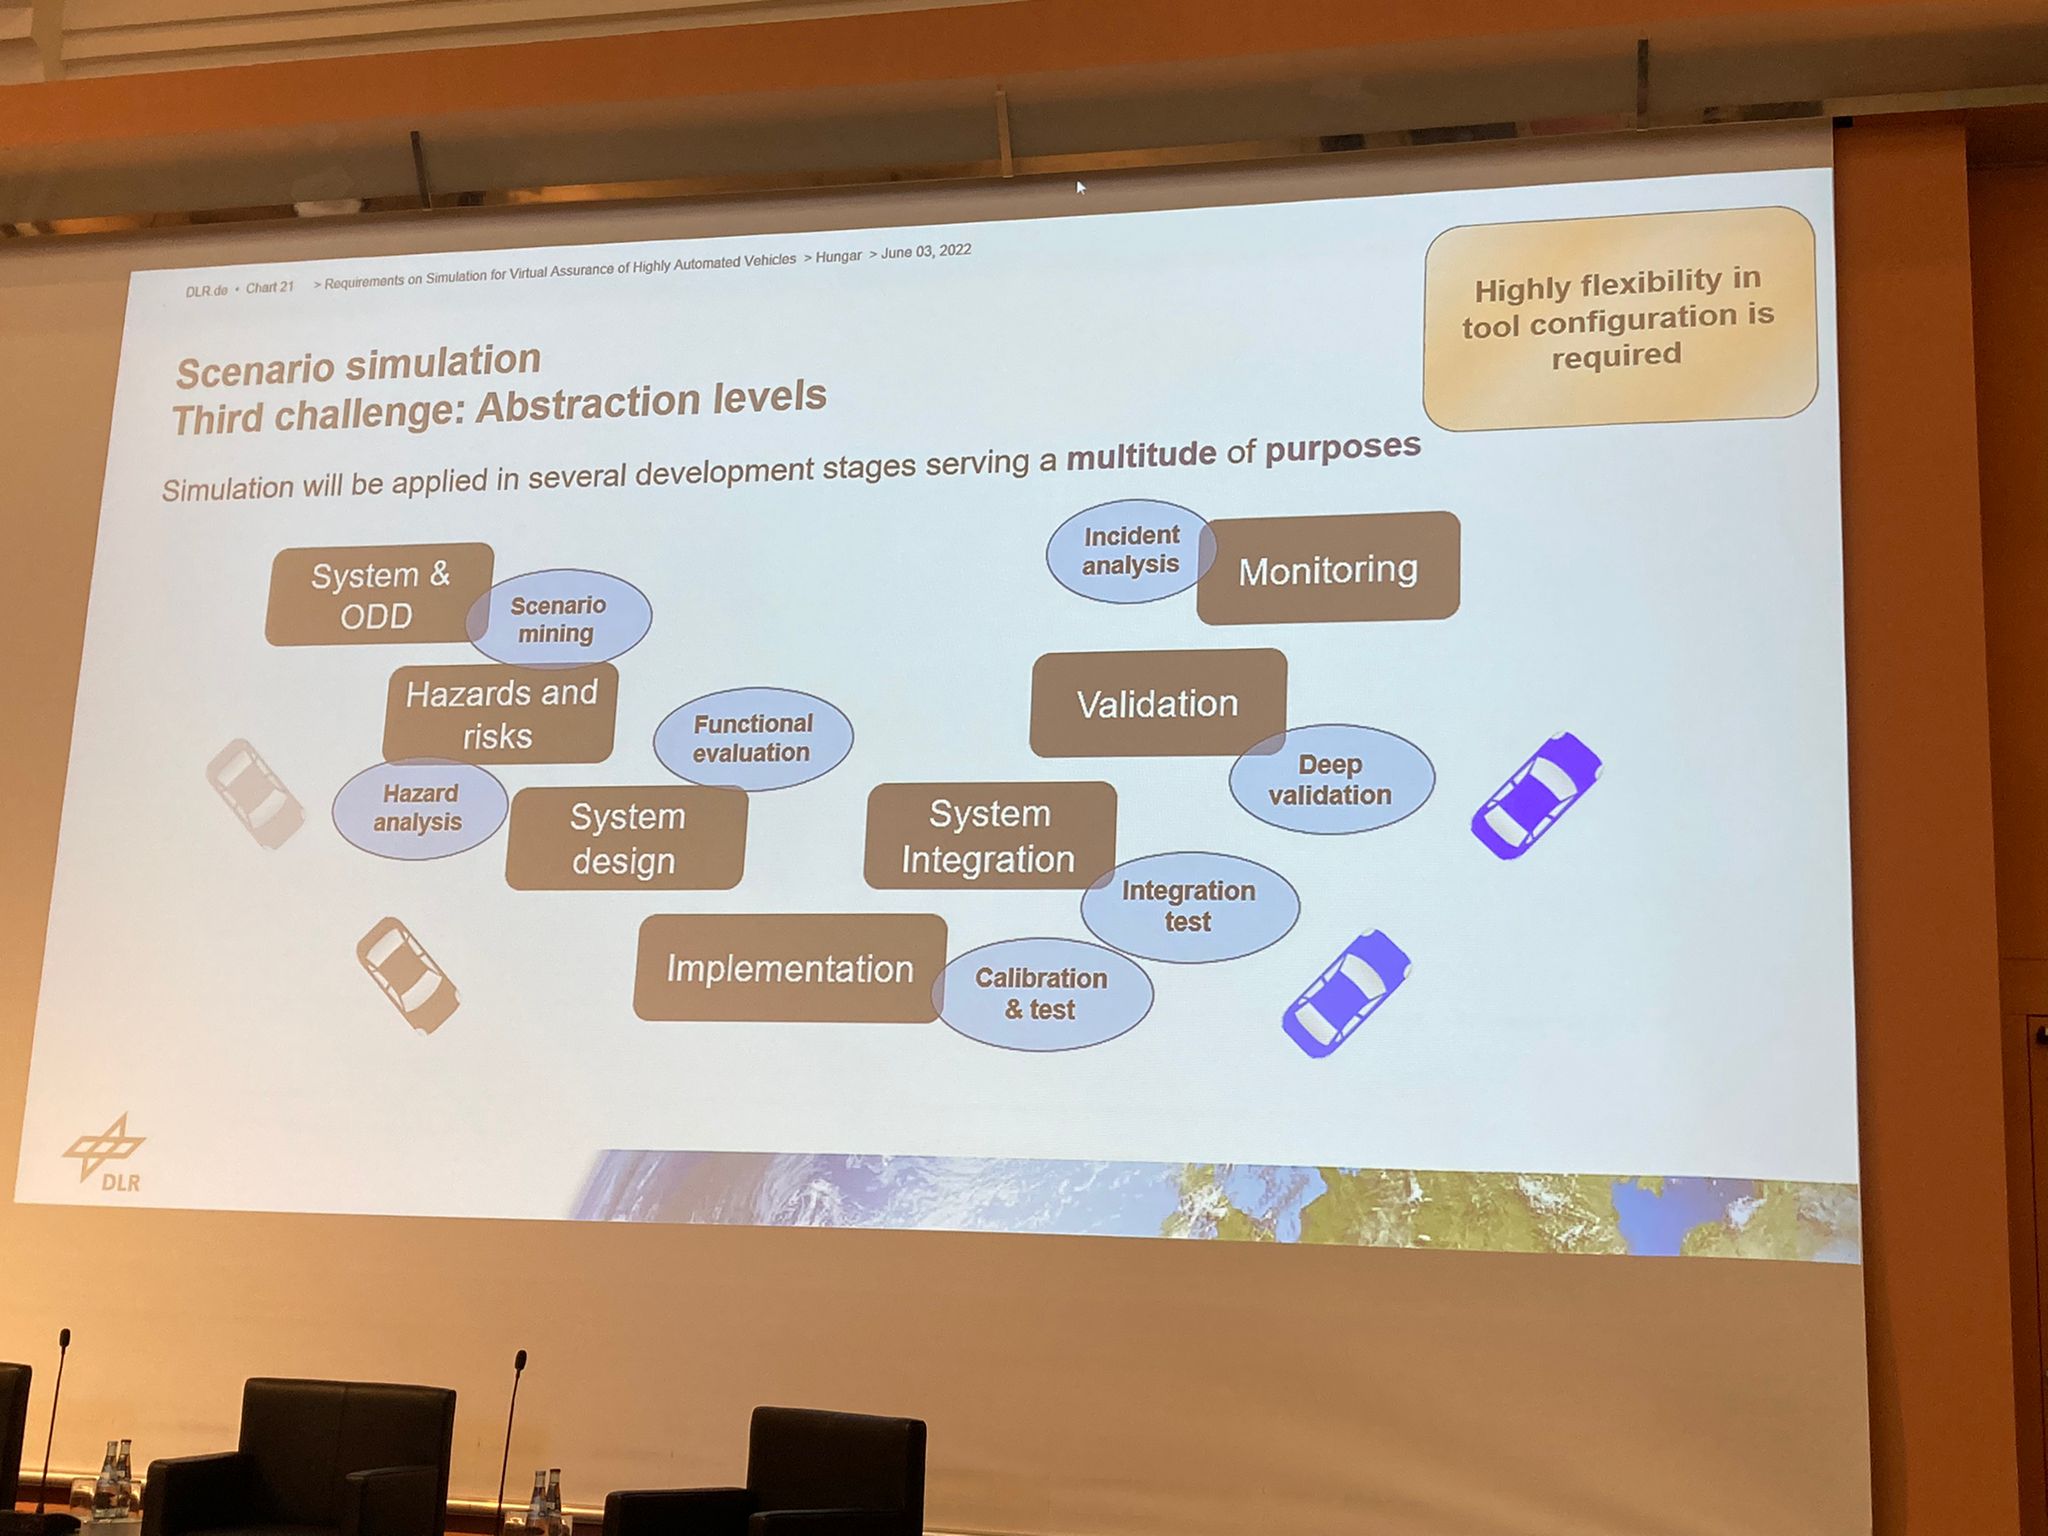 DLR.de • Chart 21 > Requirements on Simulation for Virtual Assurance of Highly Automated Vehicles > Hungar > June 03, 2022
Highly flexibility in
tool configuration is
required
Scenario simulation
Third challenge: Abstraction levels
Simulation will be applied in several development stages serving a multitude of purposes
System &
ODD
Scenario
mining
Incident
analysis
Monitoring
Hazards and
risks
Functional
evaluation
Validation
Deep
validation
Hazard
analysis
System
design
System
Integration
Integration
test
Implementation
Calibration
& test
DLR